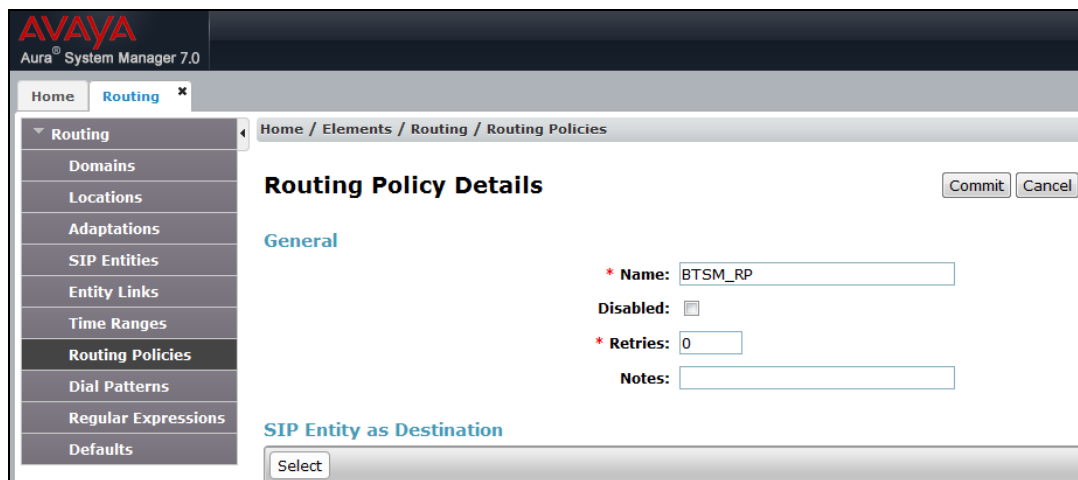 AVAYA
Aura® System Manager 7.0
Home
Routing ×
Routing
Domains
Locations
Adaptations
SIP Entities
Entity Links
Time Ranges
Routing Policies
Dial Patterns
Regular Expressions
Defaults
Home / Elements / Routing / Routing Policies
Routing Policy Details
Commit Cancel
General
* Name: BTSM_RP
Disabled:
* Retries: 0
Notes:
SIP Entity as Destination
Select